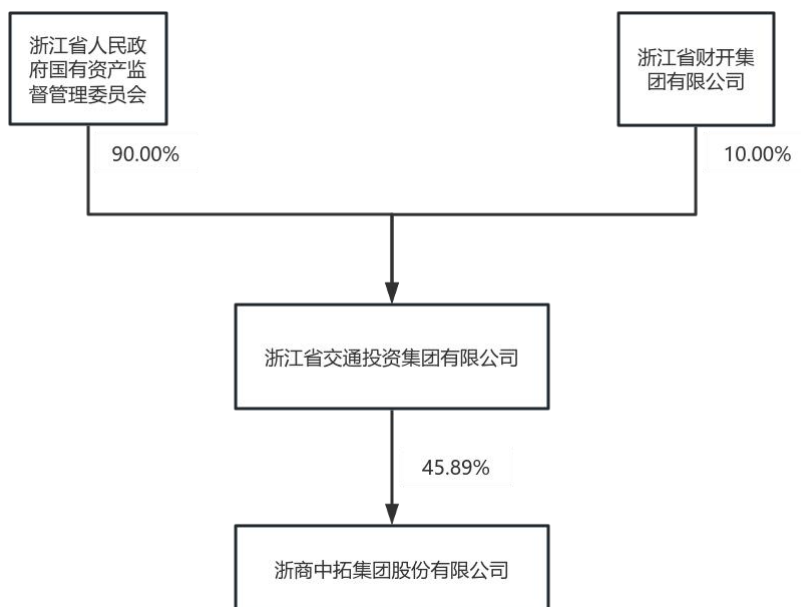 浙江省人民政
府国有资产监
督管理委员会
浙江省财开集
团有限公司
90.00%
10.00%
浙江省交通投资集团有限公司
45.89%
浙商中拓集团股份有限公司